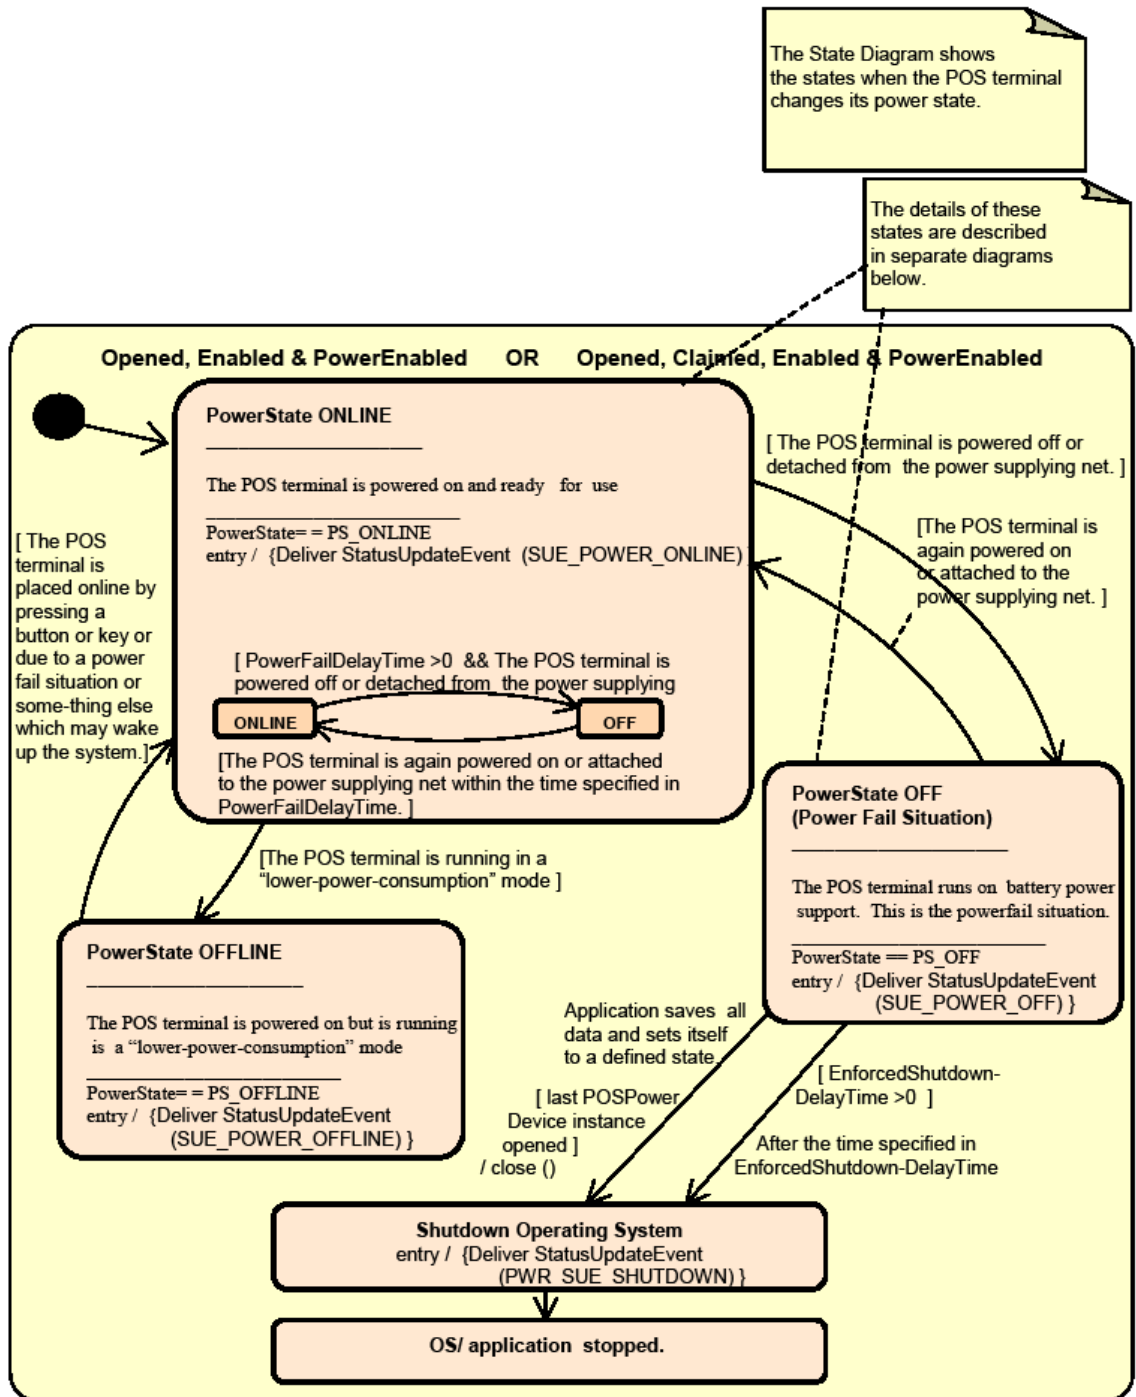 The State Diagram shows
the states when the POS terminal
changes its power state.
The details of these
states are described
in separate diagrams
below.
Opened, Enabled & PowerEnabled OR Opened, Claimed, Enabled & PowerEnabled
PowerState ONLINE
The POS terminal is powered on and ready for use
PowerState= = PS_ONLINE
entry / {Deliver StatusUpdateEvent (SUE_POWER_ONLINE) }
[ PowerFailDelayTime >0 && The POS terminal is
powered off or detached from the power supplying
ONLINE
OFF
[The POS terminal is again powered on or attached
to the power supplying net within the time specified in
PowerFailDelayTime. ]
[ The POS terminal is powered off or
detached from the power supplying net. ]
[The POS terminal is
again powered on
or attached to the
power supplying net. ]
[ The POS
terminal is
placed online by
pressing a
button or key or
due to a power
fail situation or
some-thing else
which may wake
up the system.]
[The POS terminal is running in a
“lower-power-consumption” mode ]
PowerState OFF
(Power Fail Situation)
The POS terminal runs on battery power
support. This is the powerfail situation.
PowerState == PS_OFF
entry / {Deliver StatusUpdateEvent
(SUE_POWER_OFF) }
PowerState OFFLINE
The POS terminal is powered on but is running
is a “lower-power-consumption” mode
PowerState= = PS_OFFLINE
entry / {Deliver StatusUpdateEvent
(SUE_POWER_OFFLINE) }
Application saves all
data and sets itself
to a defined state.
[ last POSPower
Device instance
opened ]
/ close ()
[ EnforcedShutdown-
DelayTime >0 ]
After the time specified in
EnforcedShutdown-DelayTime
Shutdown Operating System
entry / {Deliver StatusUpdateEvent
(PWR_SUE_SHUTDOWN) }
OS/ application stopped.